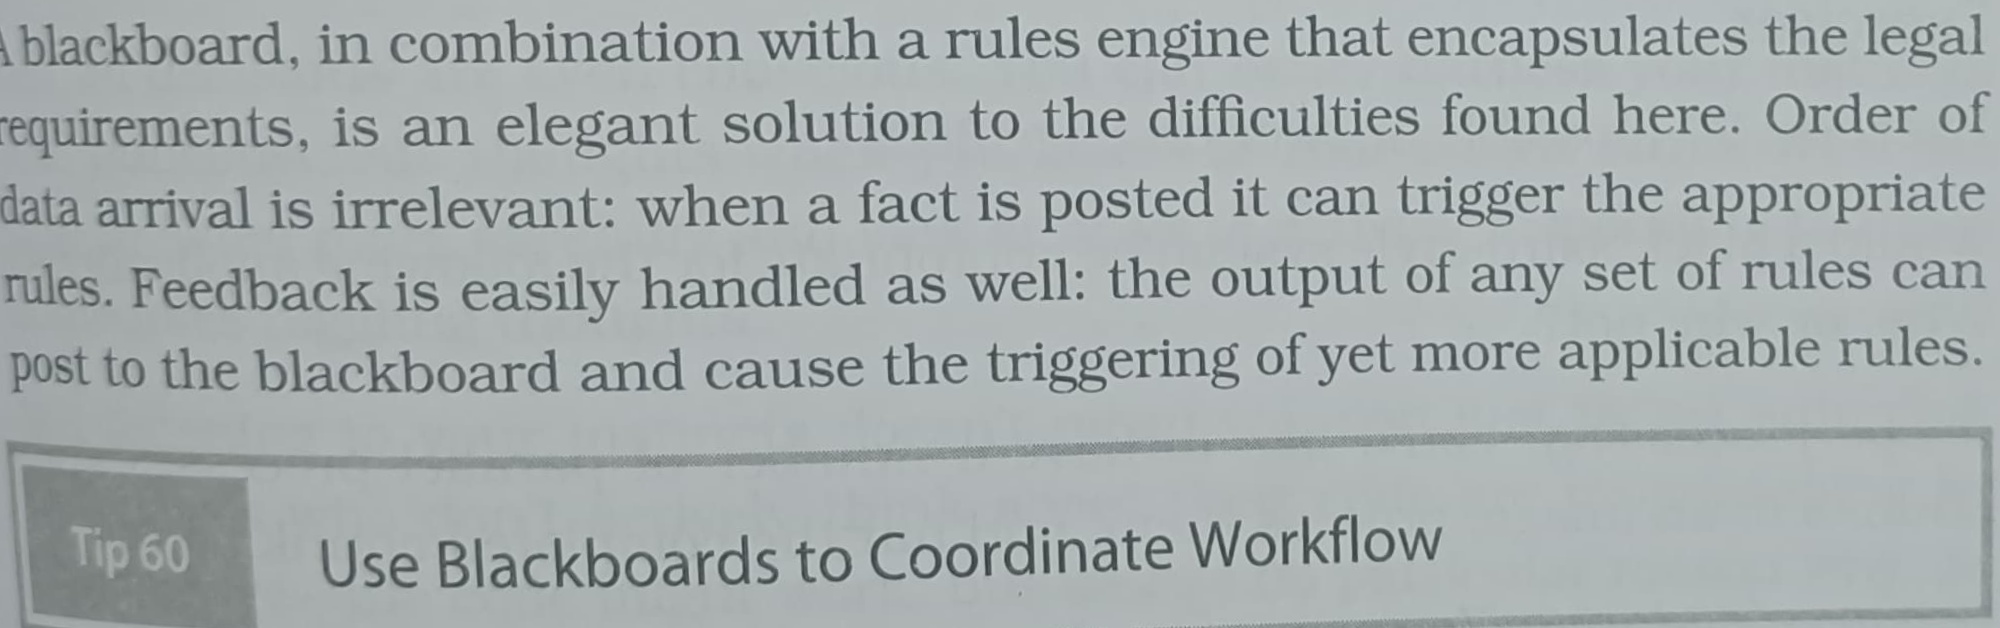 A blackboard, in combination with a rules engine that encapsulates the legal
requirements, is an elegant solution to the difficulties found here. Order of
data arrival is irrelevant: when a fact is posted it can trigger the appropriate
rules. Feedback is easily handled as well: the output of any set of rules can
post to the blackboard and cause the triggering of yet more applicable rules.
Tip 60
Use Blackboards to Coordinate Workflow